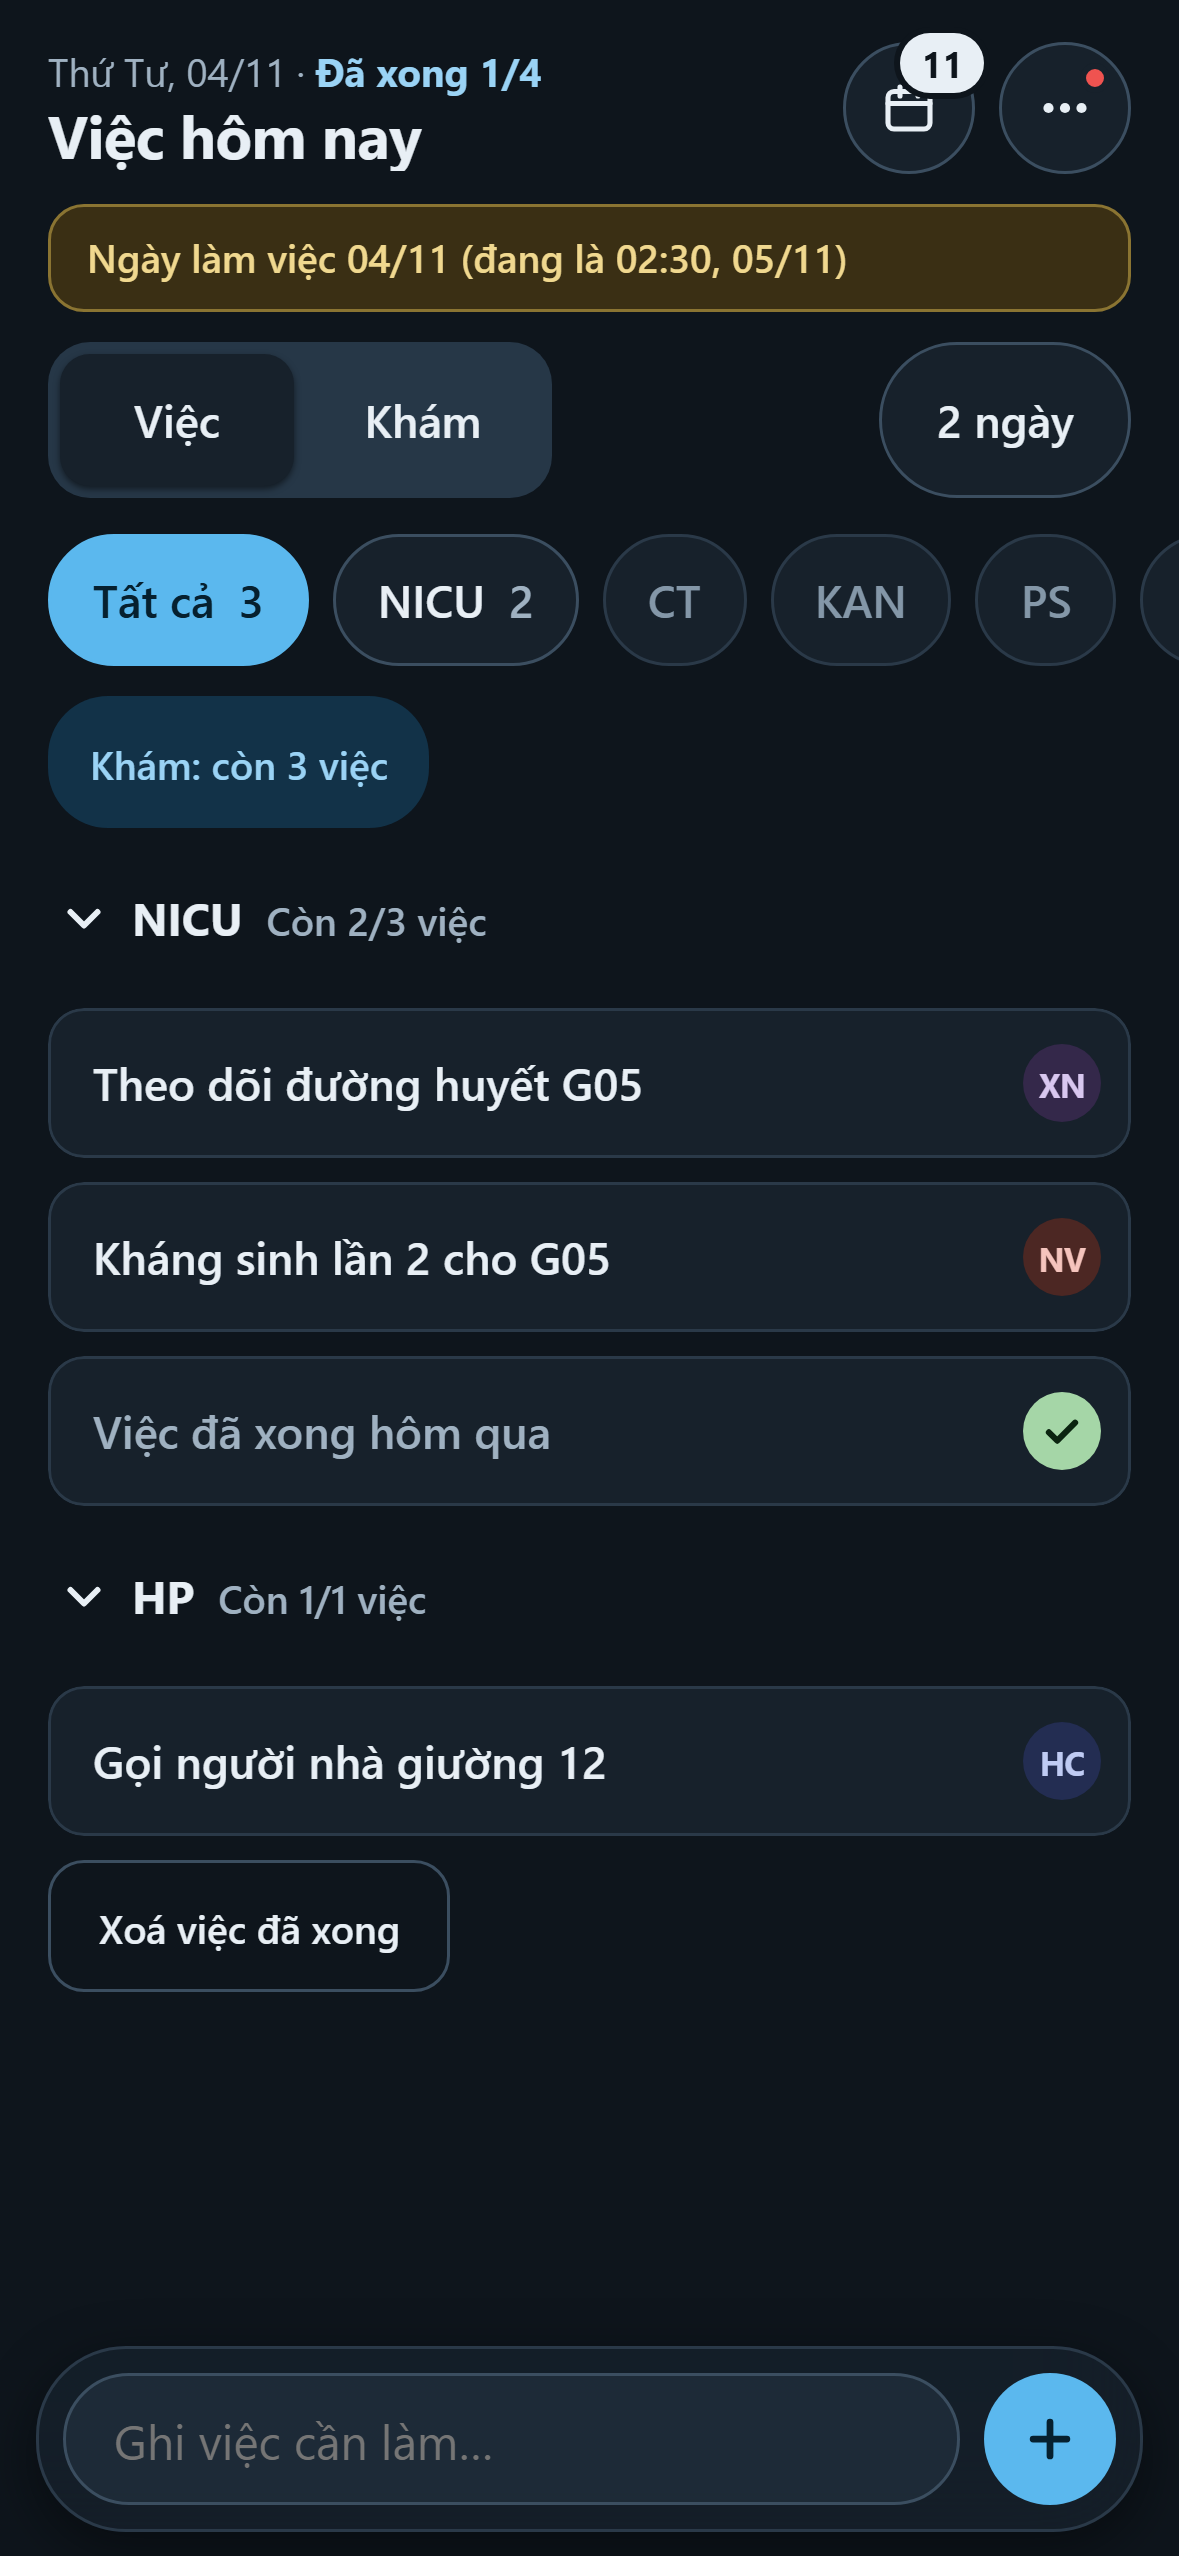 Thứ Tư, 04/11 · Đã xong 1/4
Việc hôm nay
11
Ngày làm việc 04/11 (đang là 02:30, 05/11)
Việc
Khám
2 ngày
Tất cả 3
NICU 2
CT
KAN
PS
Khám: còn 3 việc
NICU Còn 2/3 việc
Theo dõi đường huyết G05
XN
Kháng sinh lần 2 cho G05
NV
Việc đã xong hôm qua
HP Còn 1/1 việc
Gọi người nhà giường 12
HC
Xoá việc đã xong
Ghi việc cần làm...